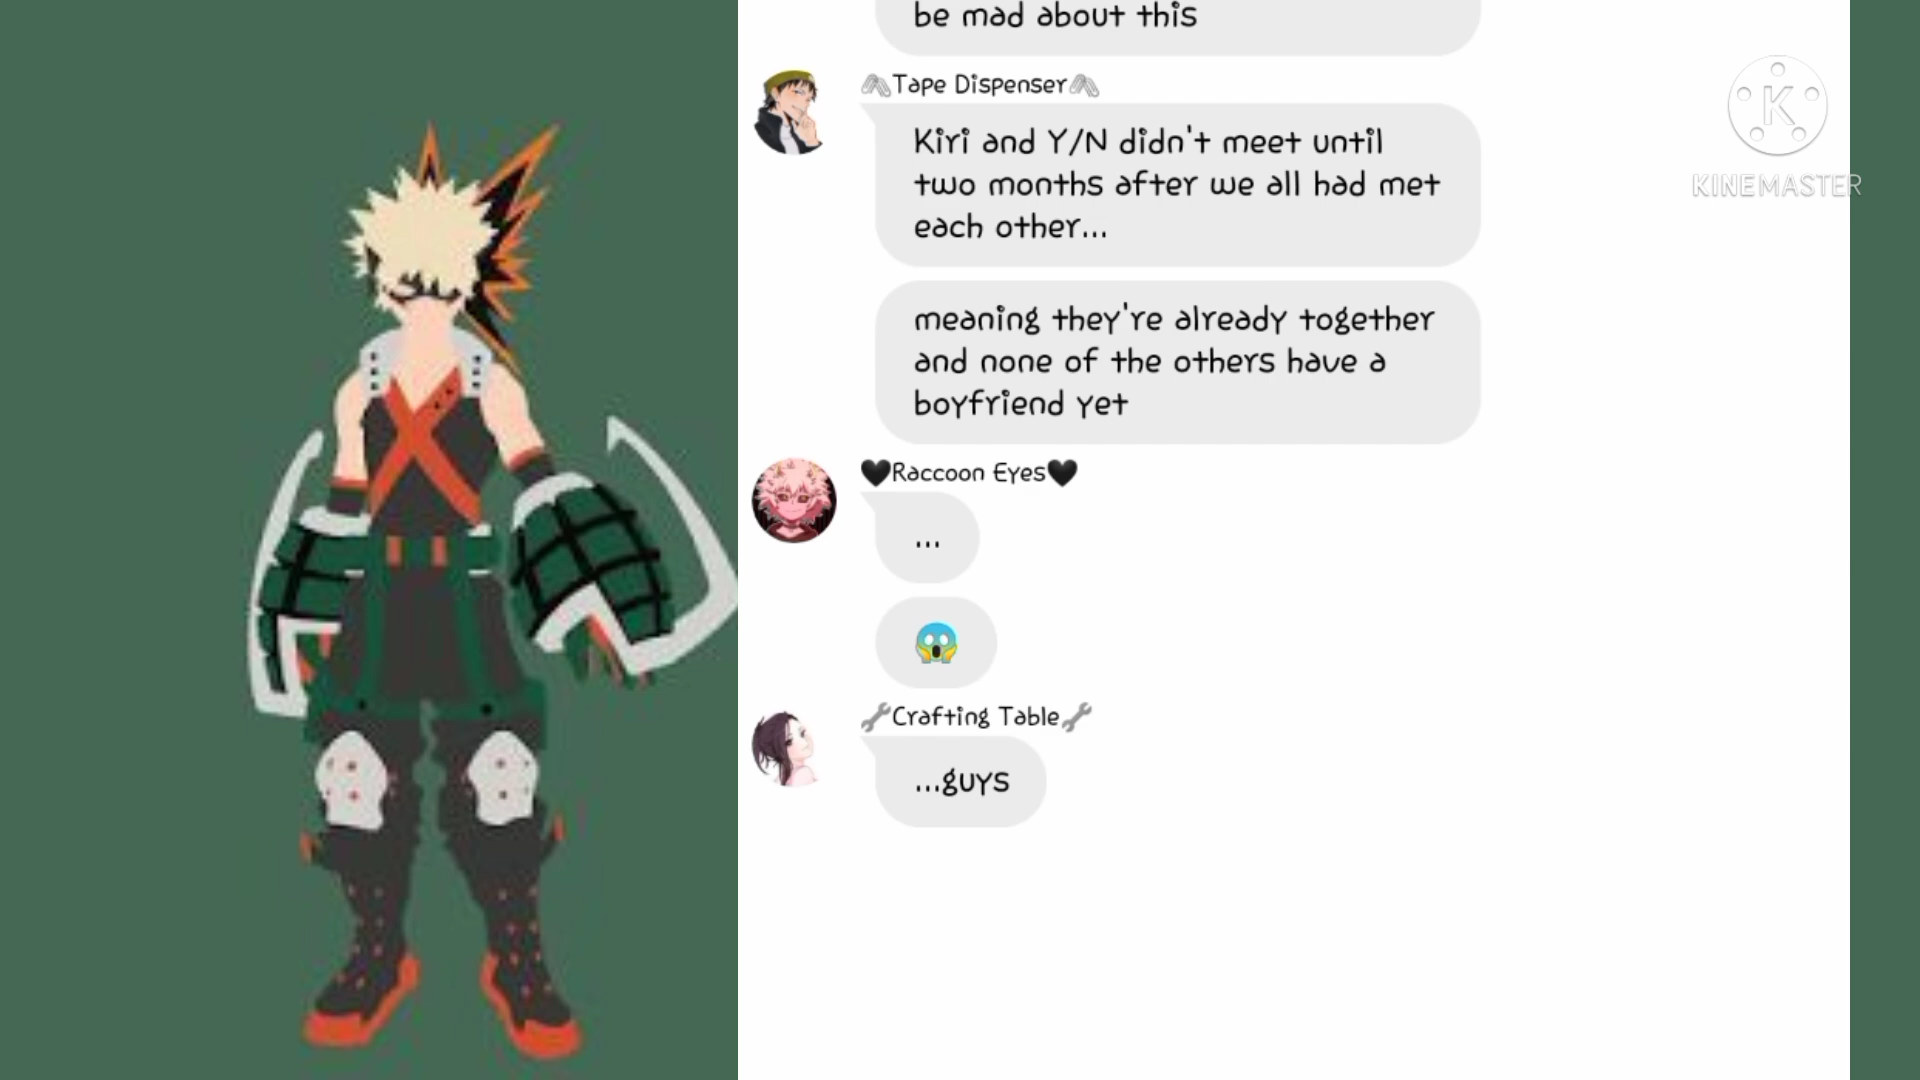 be mad about this
🖇Tape Dispenser🖇
Kiri and Y/N didn't meet until
two months after we all had met
each other...
meaning they're already together
and none of the others have a
boyfriend yet
🖤Raccoon Eyes🖤
...
😱
🔧Crafting Table🔧
...guys
K
KINEMASTER